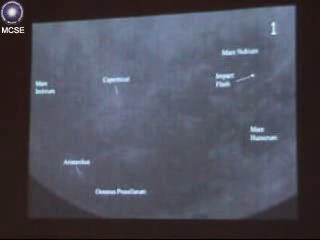 MCSE
1
Mare Nubium
Mare
Imbrium
Copernicus
Impact
Flash
Mare
Humorum
Aristarchus
Oceanus Procellarum